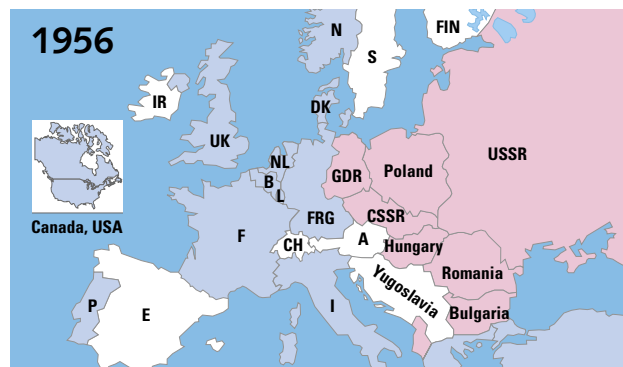 1956
N
FIN
S
IR
DK
UK
USSR
NL
GDR
Poland
B
L
Canada, USA
FRG
CSSR
F
CH
A
Hungary
Romania
Yugoslavia
P
E
I
Bulgaria